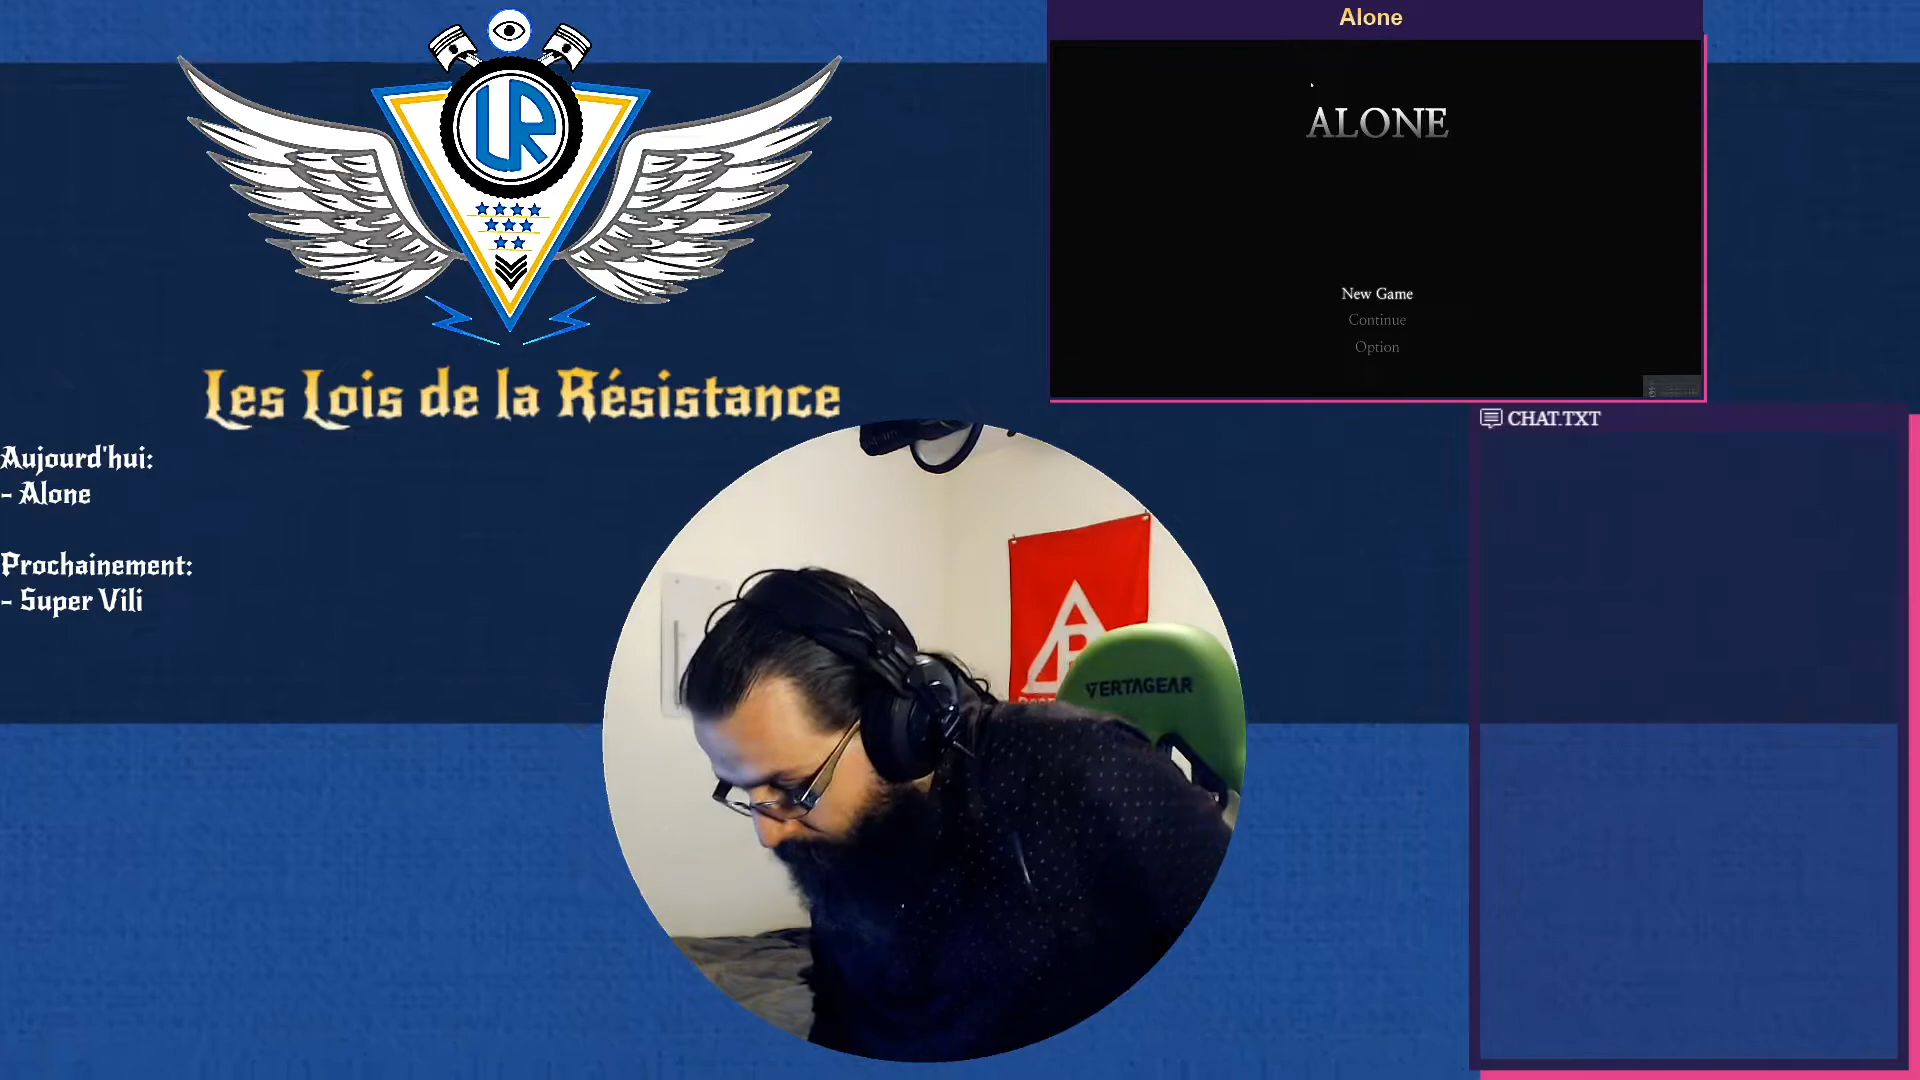 LR
Les Lois de la Résistance
Aujourd'hui:
- Alone
Prochainement:
- Super Vili
Alone
ALONE
New Game
Continue
Option
CHAT.TXT
VERTAGEAR